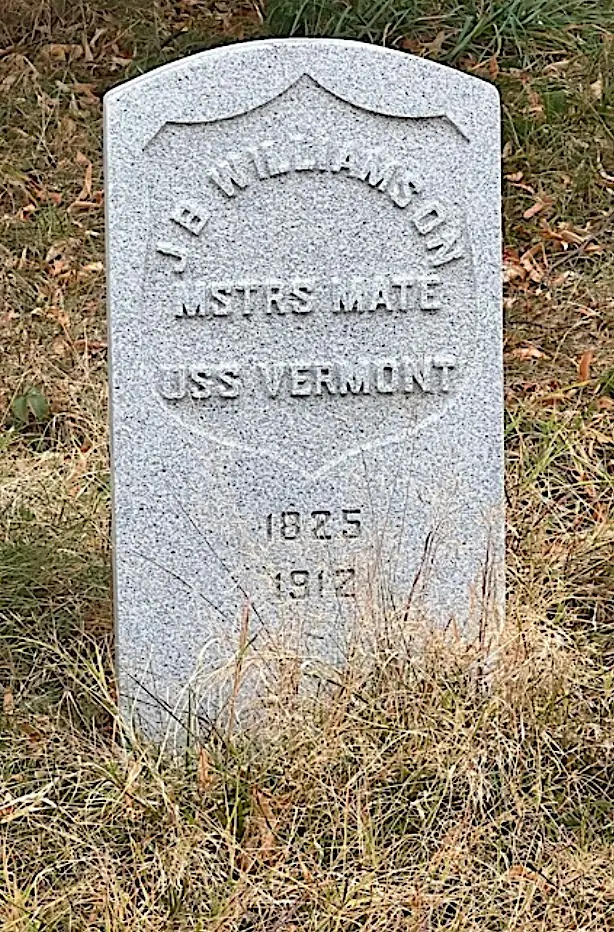 J B WILLIAMSON
MSTRS MATE
USS VERMONT
1825
1912